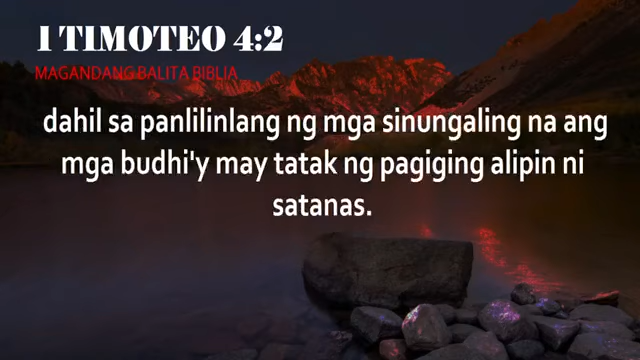 1 TIMOTEO 4:2
MAGANDANG BALITA BIBLIA
dahil sa panlilinlang ng mga sinungaling na ang
mga budhi'y may tatak ng pagiging alipin ni
satanas.